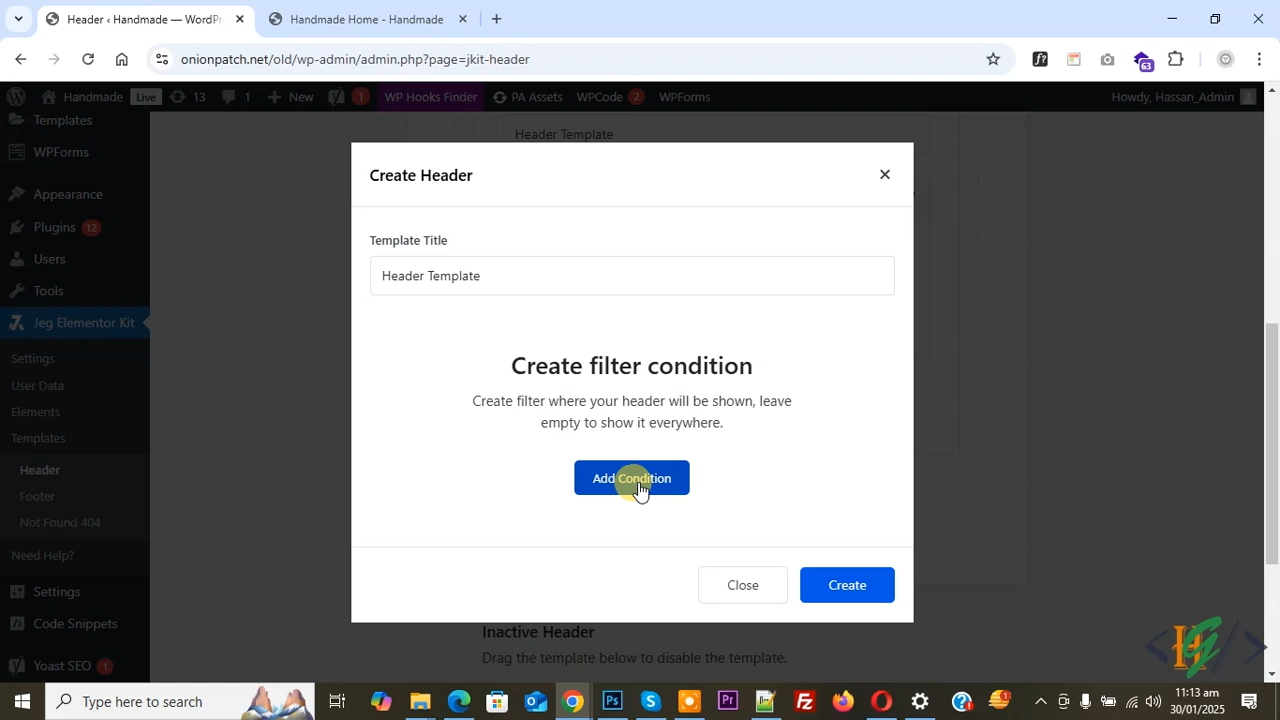 Header ‹ Handmade — WordPr
Handmade Home - Handmade
onionpatch.net/old/wp-admin/admin.php?page=jkit-header
63
Handmade
Live
13
1
New
1
WP Hooks Finder
PA Assets
WPCode
2
WPForms
Howdy, Hassan_Admin
Templates
WPForms
Appearance
Plugins 12
Users
Tools
Jeg Elementor Kit
Settings
User Data
Elements
Templates
Header
Footer
Not Found 404
Need Help?
Settings
Code Snippets
Yoast SEO 1
Header Template
Create Header
Template Title
Header Template
Create filter condition
Create filter where your header will be shown, leave
empty to show it everywhere.
Add Condition
Close
Create
Inactive Header
Drag the template below to disable the template.
Type here to search
11:13 am
30/01/2025